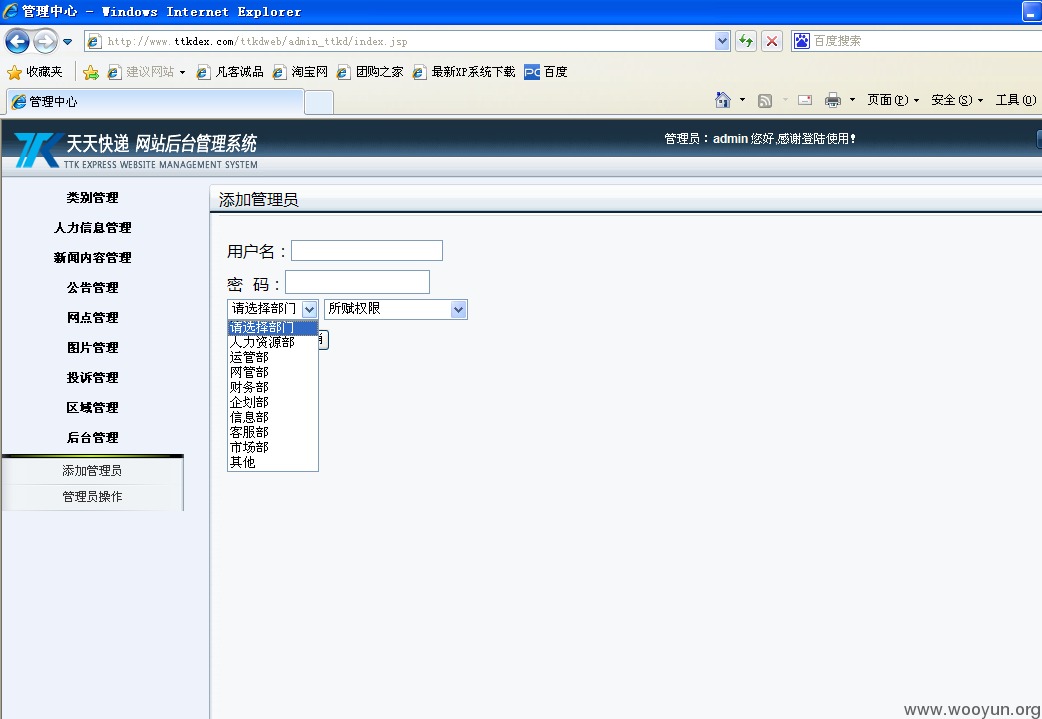 管理中心 - Windows Internet Explorer
http://www.ttkdex.com/ttkdweb/admin_ttkd/index.jsp
百度搜索
收藏夹 建议网站 凡客诚品 淘宝网 团购之家 最新XP系统下载 PC 百度
管理中心
页面(P) 安全(S) 工具(O)
TK 天天快递 网站后台管理系统
TTK EXPRESS WEBSITE MANAGEMENT SYSTEM
管理员：admin 您好,感谢登陆使用！
类别管理
人力信息管理
新闻内容管理
公告管理
网点管理
图片管理
投诉管理
区域管理
后台管理
添加管理员
管理员操作
添加管理员
用户名：
密 码：
请选择部门 所赋权限
请选择部门
人力资源部
运管部
网管部
财务部
企划部
信息部
客服部
市场部
其他
www.wooyun.org